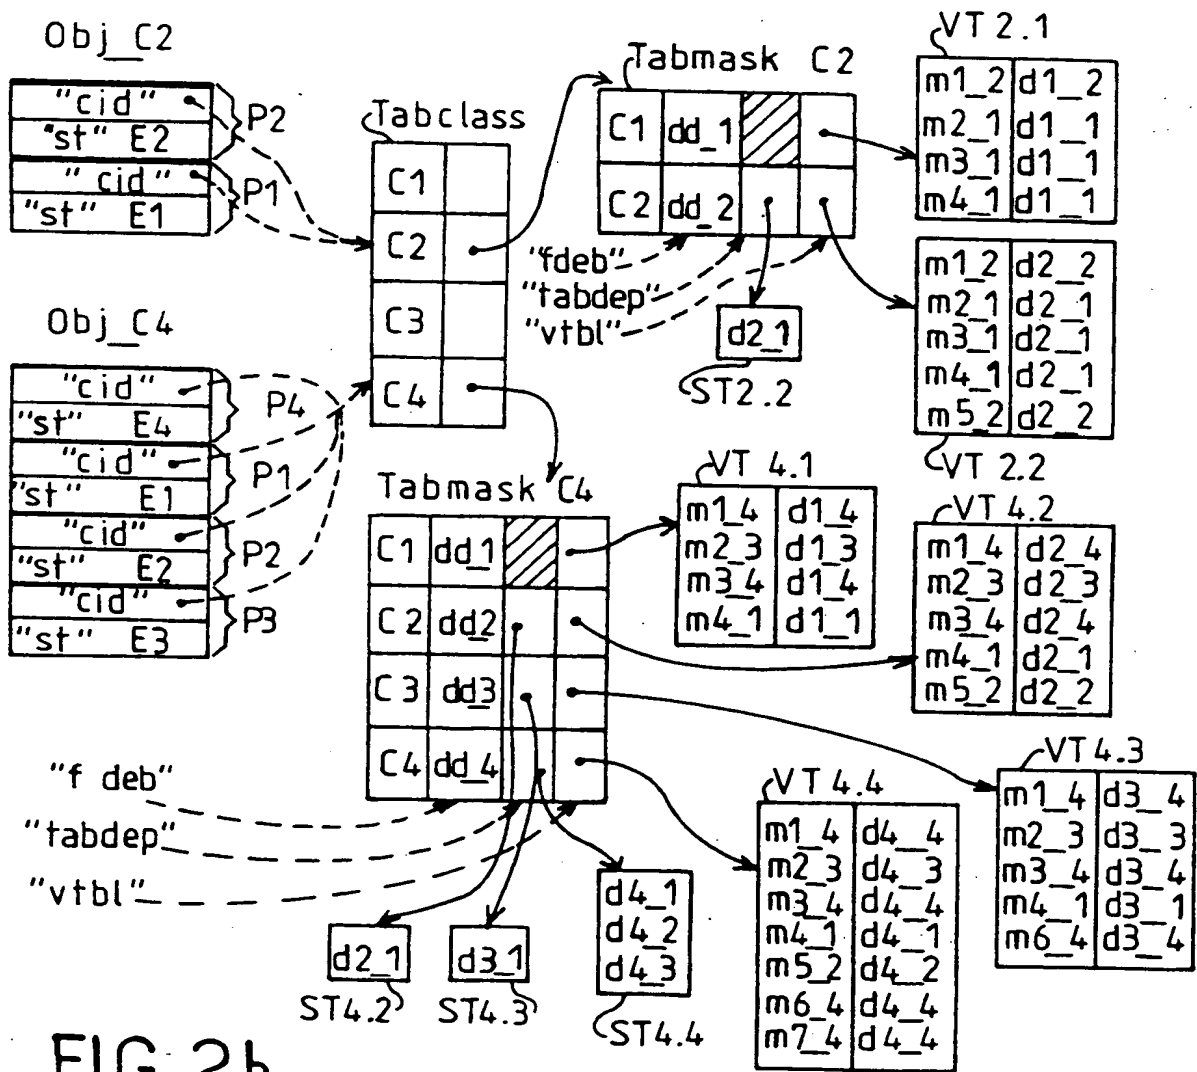 Obj_C2
"cid"
"st" E2
P2
"cid"
"st" E1
P1
Tabclass
C1
C2
C3
C4
Tabmask C2
C1 dd_1
C2 dd_2
"fdeb"
"tabdep"
"vtbl"
d2_1
ST2.2
VT 2.1
m1_2 d1_2
m2_1 d1_1
m3_1 d1_1
m4_1 d1_1
m1_2 d2_2
m2_1 d2_1
m3_1 d2_1
m4_1 d2_1
m5_2 d2_2
VT 2.2
Obj_C4
"cid"
"st" E4
P4
"cid"
"st" E1
P1
"cid"
"st" E2
P2
"cid"
"st" E3
P3
Tabmask C4
C1 dd_1
C2 dd_2
C3 dd_3
C4 dd_4
"f deb"
"tabdep"
"vtbl"
d2_1
ST4.2
d3_1
ST4.3
d4_1
d4_2
d4_3
ST4.4
VT 4.1
m1_4 d1_4
m2_3 d1_3
m3_4 d1_4
m4_1 d1_1
VT 4.2
m1_4 d2_4
m2_3 d2_3
m3_4 d2_4
m4_1 d2_1
m5_2 d2_2
VT 4.3
m1_4 d3_4
m2_3 d3_3
m3_4 d3_4
m4_1 d3_1
m6_4 d3_4
VT 4.4
m1_4 d4_4
m2_3 d4_3
m3_4 d4_4
m4_1 d4_1
m5_2 d4_2
m6_4 d4_4
m7_4 d4_4
FIG. 2b